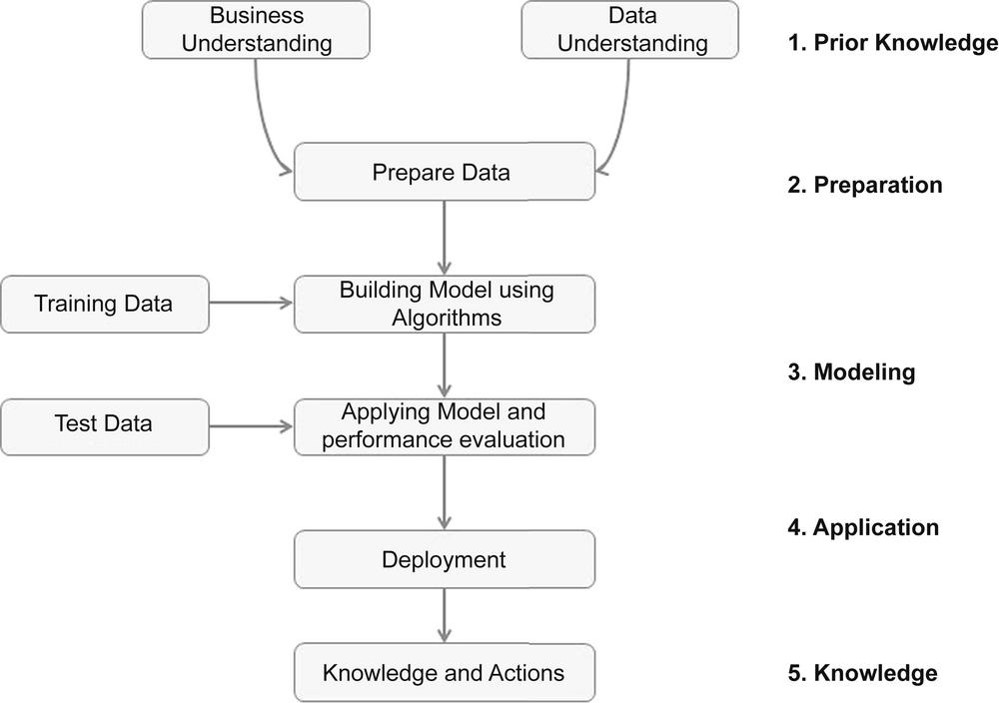 Business
Understanding
Data
Understanding
1. Prior Knowledge
Prepare Data
2. Preparation
Training Data
Building Model using
Algorithms
3. Modeling
Test Data
Applying Model and
performance evaluation
4. Application
Deployment
Knowledge and Actions
5. Knowledge